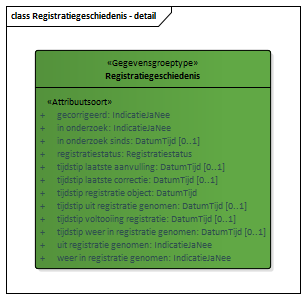 class Registratiegeschiedenis - detail
«Gegevensgroeptype»
Registratiegeschiedenis
«Attribuutsoort»
+ gecorrigeerd: IndicatieJaNee
+ in onderzoek: IndicatieJaNee
+ in onderzoek sinds: DatumTijd [0..1]
+ registratiestatus: Registratiestatus
+ tijdstip laatste aanvulling: DatumTijd [0..1]
+ tijdstip laatste correctie: DatumTijd [0..1]
+ tijdstip registratie object: DatumTijd
+ tijdstip uit registratie genomen: DatumTijd [0..1]
+ tijdstip voltooiing registratie: DatumTijd [0..1]
+ tijdstip weer in registratie genomen: DatumTijd [0..1]
+ uit registratie genomen: IndicatieJaNee
+ weer in registratie genomen: IndicatieJaNee